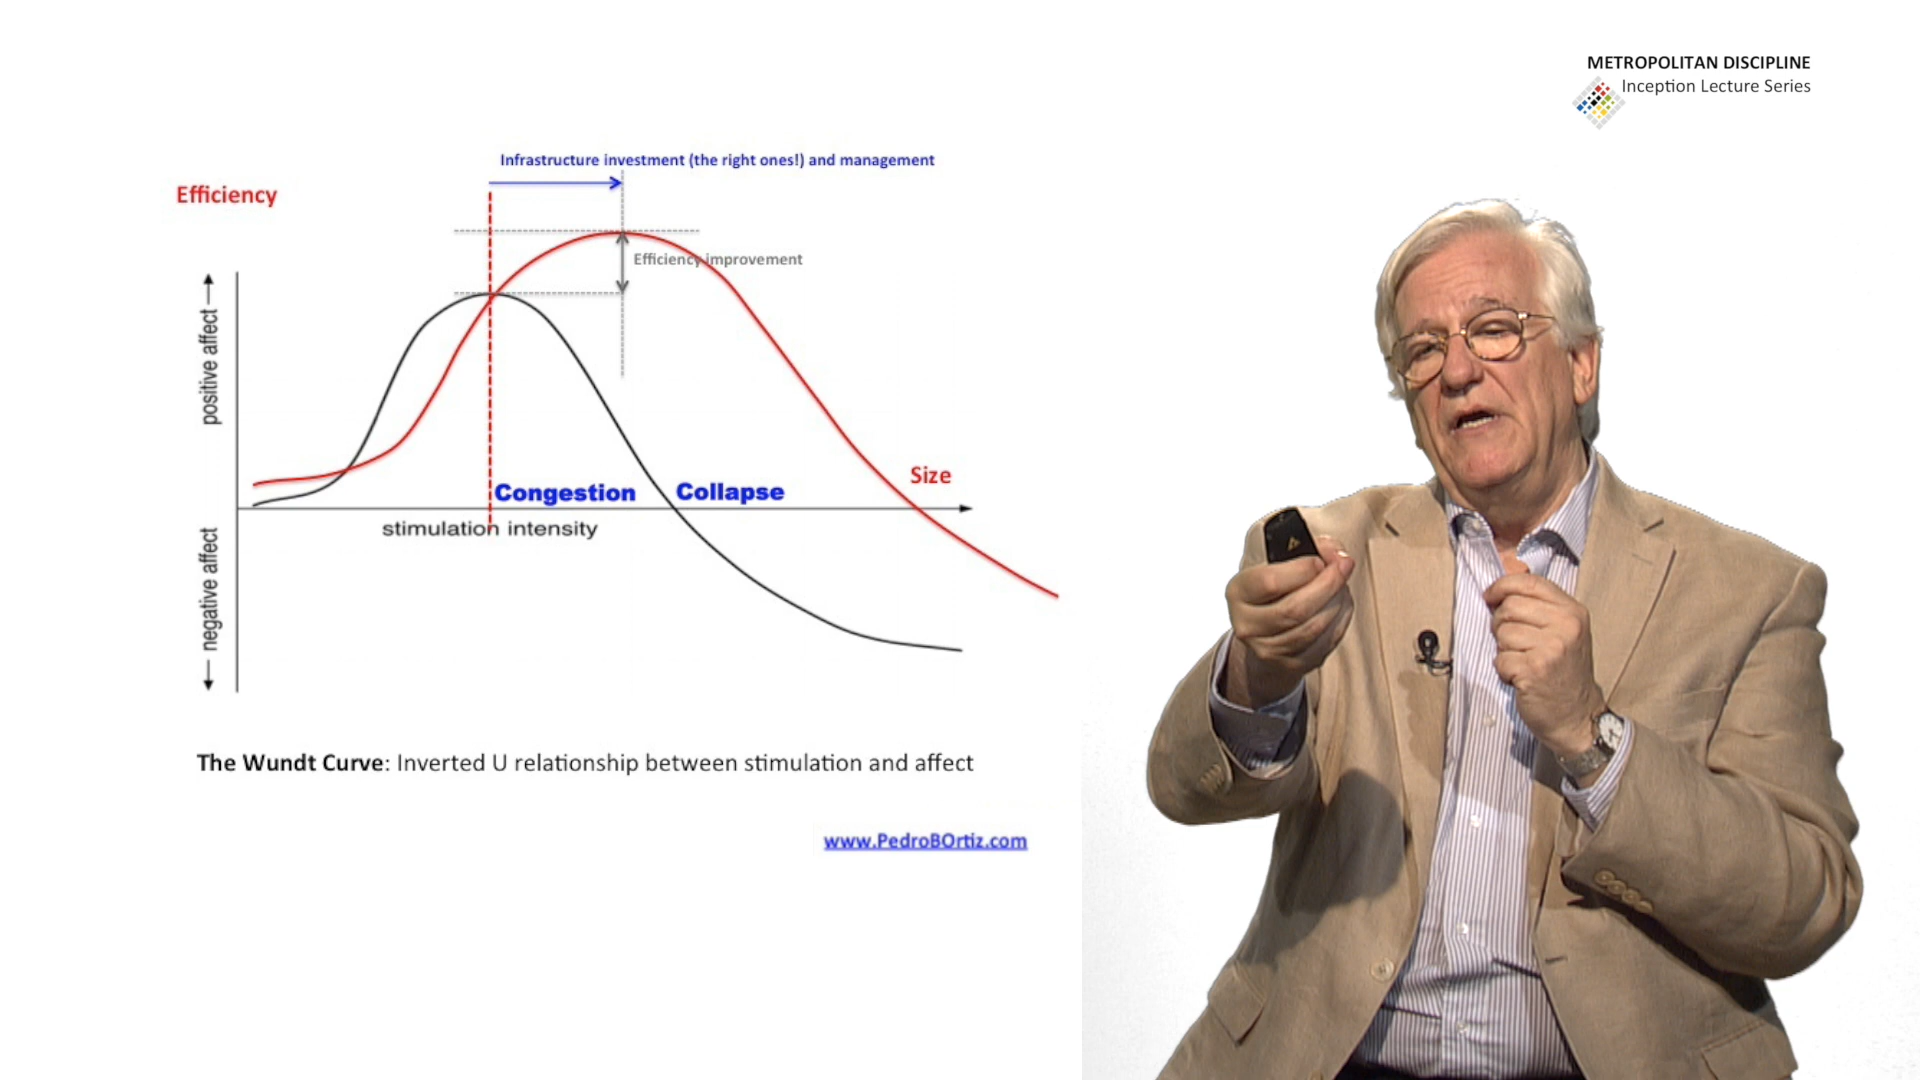 METROPOLITAN DISCIPLINE
Inception Lecture Series
Infrastructure investment (the right ones!) and management
Efficiency
Efficiency improvement
positive affect
Size
Congestion
Collapse
stimulation intensity
negative affect
The Wundt Curve: Inverted U relationship between stimulation and affect
www.PedroBOrtiz.com